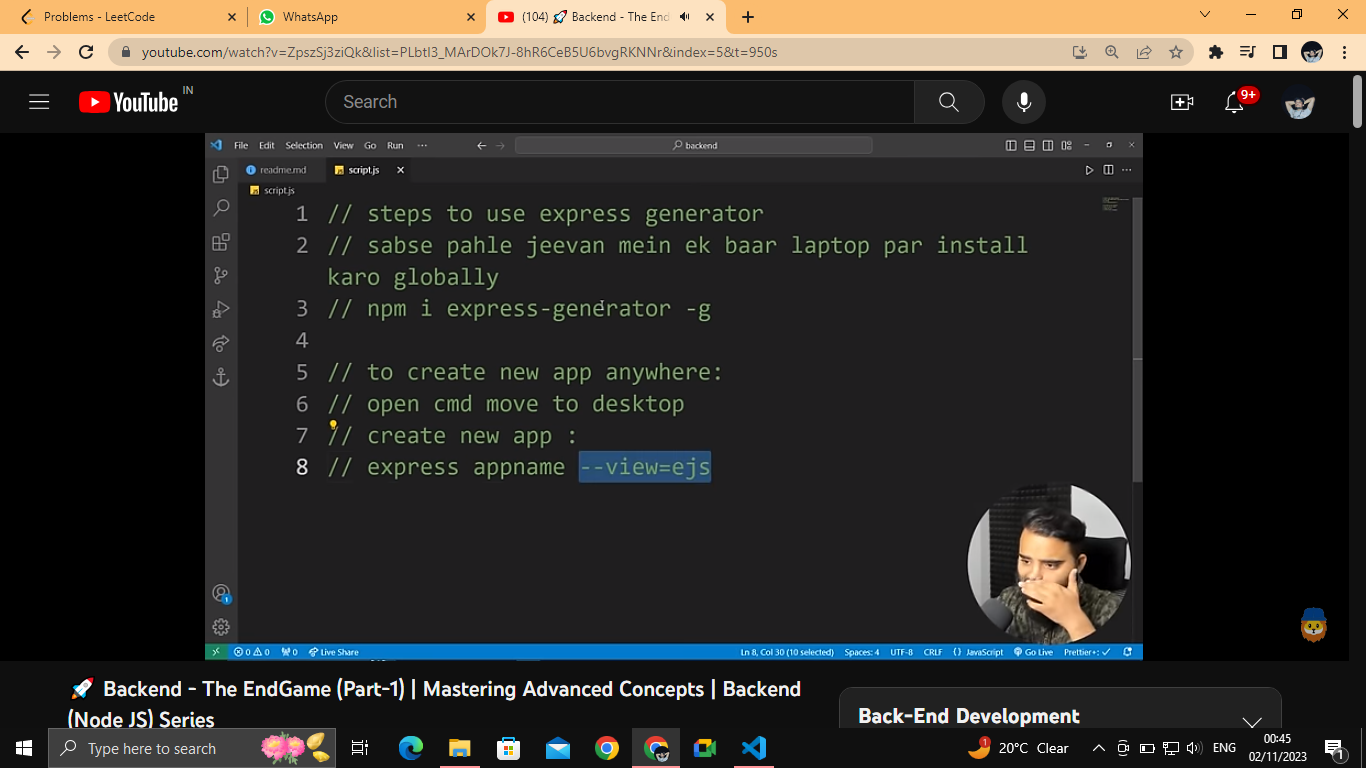 Problems - LeetCode
WhatsApp
(104) 🚀 Backend - The End
youtube.com/watch?v=ZpszSj3ziQk&list=PLbtI3_MArDOk7J-8hR6CeB5U6bvgRKNNr&index=5&t=950s
YouTube IN
Search
9+
File Edit Selection View Go Run ···
backend
readme.md
script.js
script.js
1 // steps to use express generator
2 // sabse pahle jeevan mein ek baar laptop par install
karo globally
3 // npm i express-generator -g
4
5 // to create new app anywhere:
6 // open cmd move to desktop
7 // create new app :
8 // express appname --view=ejs
1
0 0 0 Live Share
Ln 8, Col 30 (10 selected) Spaces: 4 UTF-8 CRLF {} JavaScript Go Live Prettier+: ✓
🚀 Backend - The EndGame (Part-1) | Mastering Advanced Concepts | Backend
(Node JS) Series
Back-End Development
Type here to search
1
20°C Clear
ENG
00:45
02/11/2023
1